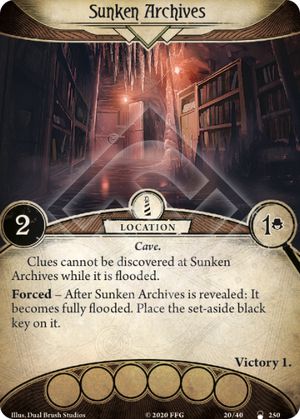 Sunken Archives
2
LOCATION
1
Cave.
Clues cannot be discovered at Sunken
Archives while it is flooded.
Forced – After Sunken Archives is revealed: It
becomes fully flooded. Place the set-aside black
key on it.
Victory 1.
Illus. Dual Brush Studios © 2020 FFG 20/40 250